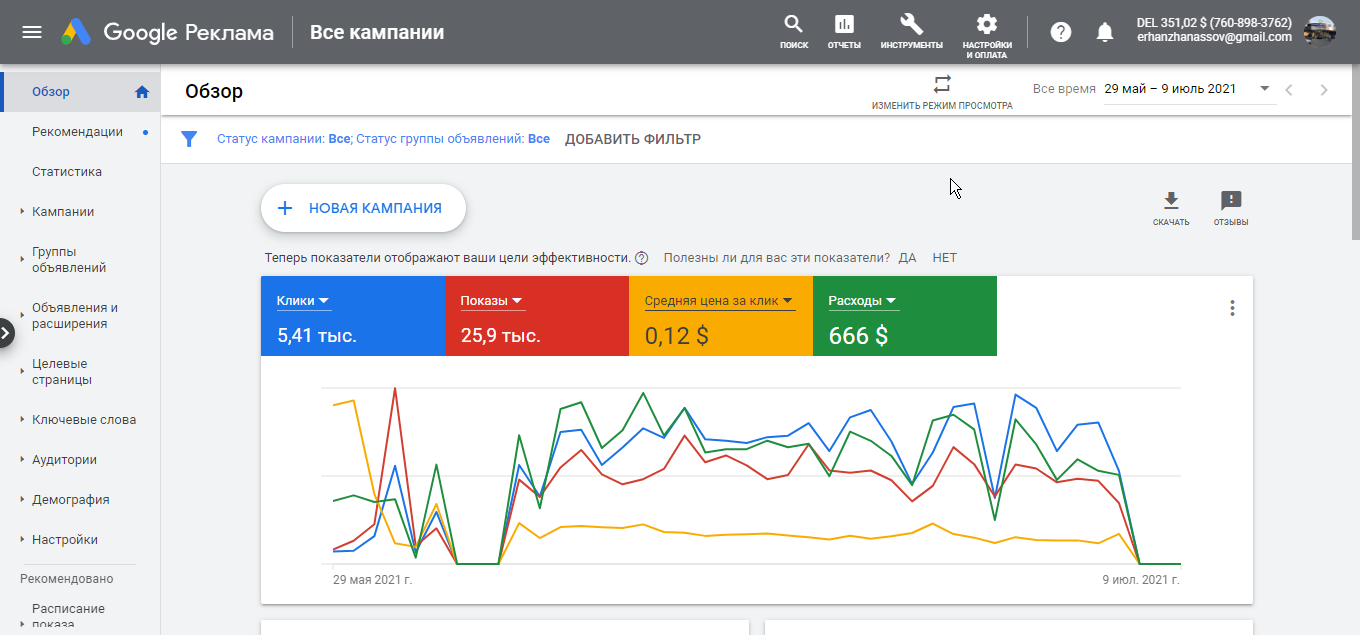 Google Реклама
Все кампании
ПОИСК
ОТЧЕТЫ
ИНСТРУМЕНТЫ
НАСТРОЙКИ
И ОПЛАТА
DEL 351,02 $ (760-898-3762)
erhanzhanassov@gmail.com
Обзор
Рекомендации
Статистика
Кампании
Группы
объявлений
Объявления и
расширения
Целевые
страницы
Ключевые слова
Аудитории
Демография
Настройки
Рекомендовано
Расписание
показа
Обзор
ИЗМЕНИТЬ РЕЖИМ ПРОСМОТРА
Все время 29 май – 9 июль 2021
Статус кампании: Все; Статус группы объявлений: Все ДОБАВИТЬ ФИЛЬТР
НОВАЯ КАМПАНИЯ
СКАЧАТЬ
ОТЗЫВЫ
Теперь показатели отображают ваши цели эффективности. Полезны ли для вас эти показатели? ДА НЕТ
Клики
5,41 тыс.
Показы
25,9 тыс.
Средняя цена за клик
0,12 $
Расходы
666 $
29 мая 2021 г.
9 июл. 2021 г.